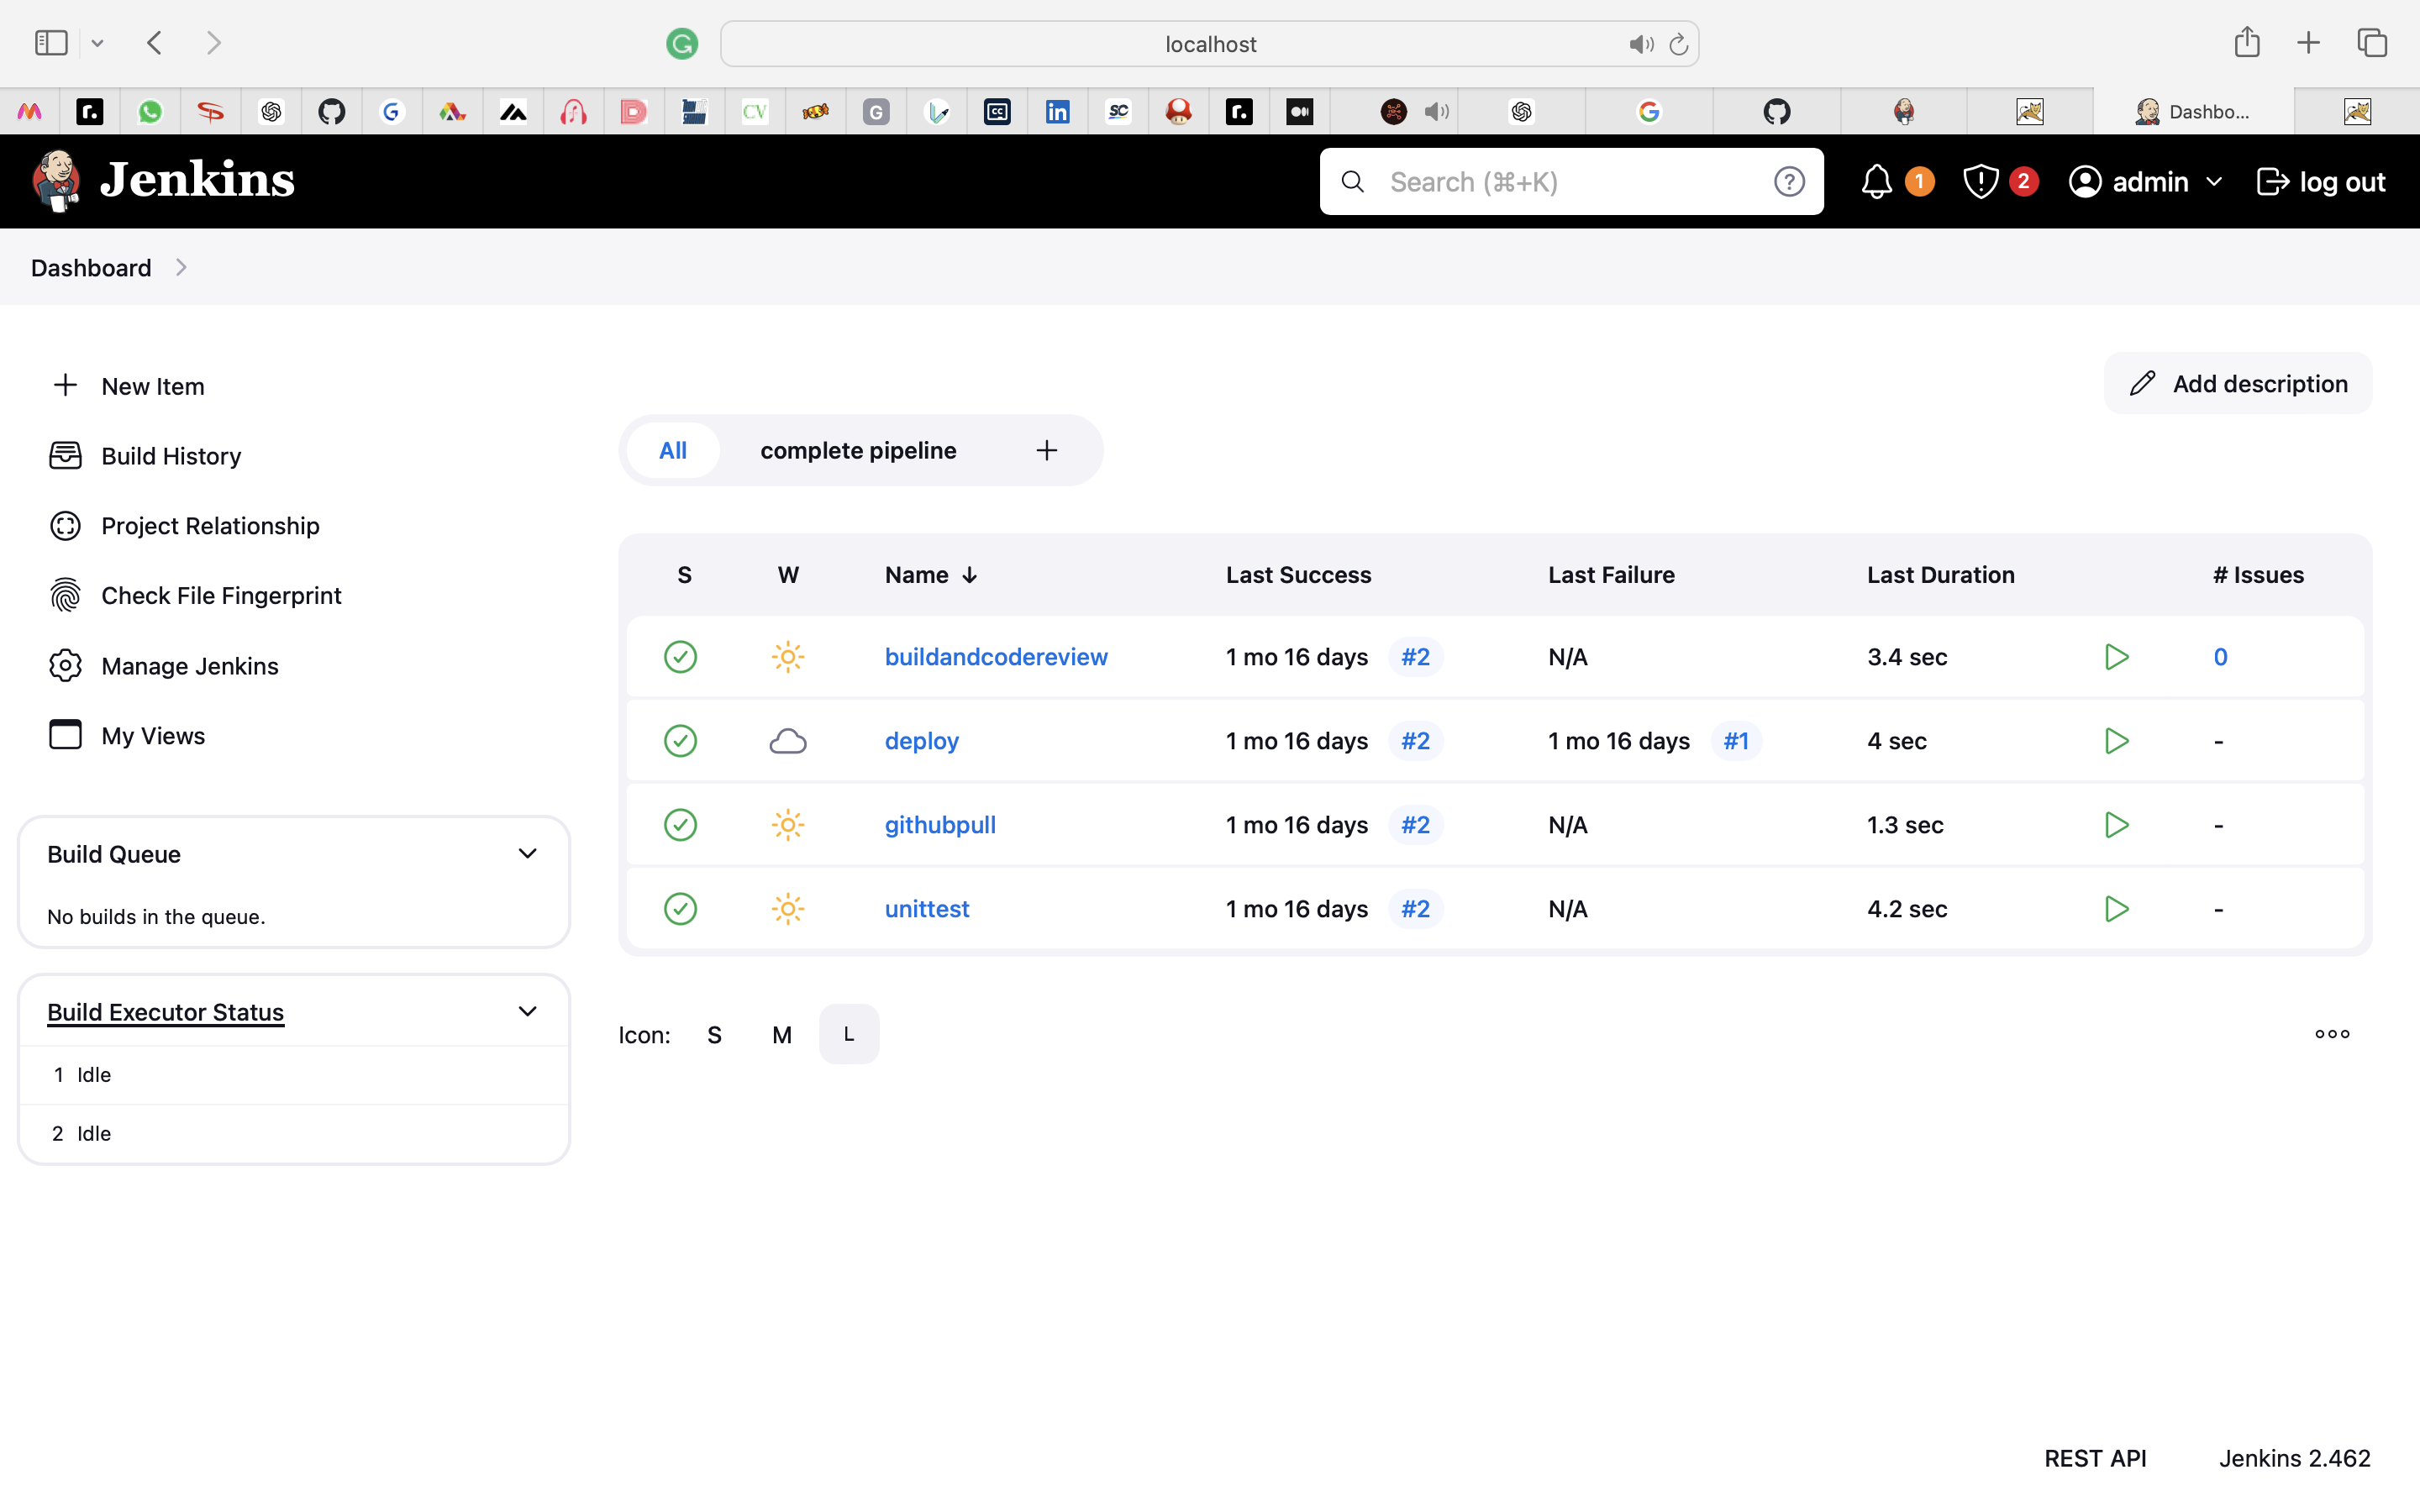 localhost
Dashbo...
Jenkins
Search (⌘+K)
1
2
admin
log out
Dashboard
New Item
Build History
Project Relationship
Check File Fingerprint
Manage Jenkins
My Views
Build Queue
No builds in the queue.
Build Executor Status
1 Idle
2 Idle
Add description
All complete pipeline +
S W Name ↓ Last Success Last Failure Last Duration # Issues
buildandcodereview 1 mo 16 days #2 N/A 3.4 sec 0
deploy 1 mo 16 days #2 1 mo 16 days #1 4 sec -
githubpull 1 mo 16 days #2 N/A 1.3 sec -
unittest 1 mo 16 days #2 N/A 4.2 sec -
Icon: S M L
REST API Jenkins 2.462